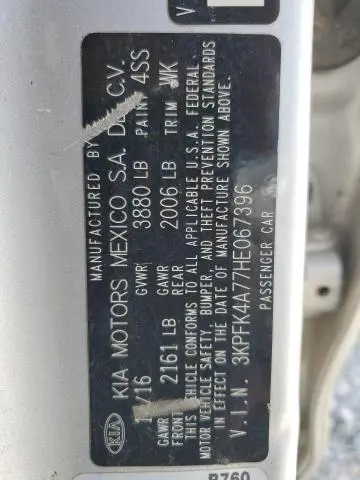 MANUFACTURED BY
KIA KIA MOTORS MEXICO S.A. DE C.V.
/16 GVWR 3880 LB PAINT 4SS
GAWR FRONT 2161 LB GAWR REAR 2006 LB TRIM WK
THIS VEHICLE CONFORMS TO ALL APPLICABLE U.S.A. FEDERAL
MOTOR VEHICLE SAFETY, BUMPER, AND THEFT PREVENTION STANDARDS
IN EFFECT ON THE DATE OF MANUFACTURE SHOWN ABOVE.
V.I.N. 3KPFK4A77HE067396
PASSENGER CAR
B760
V.